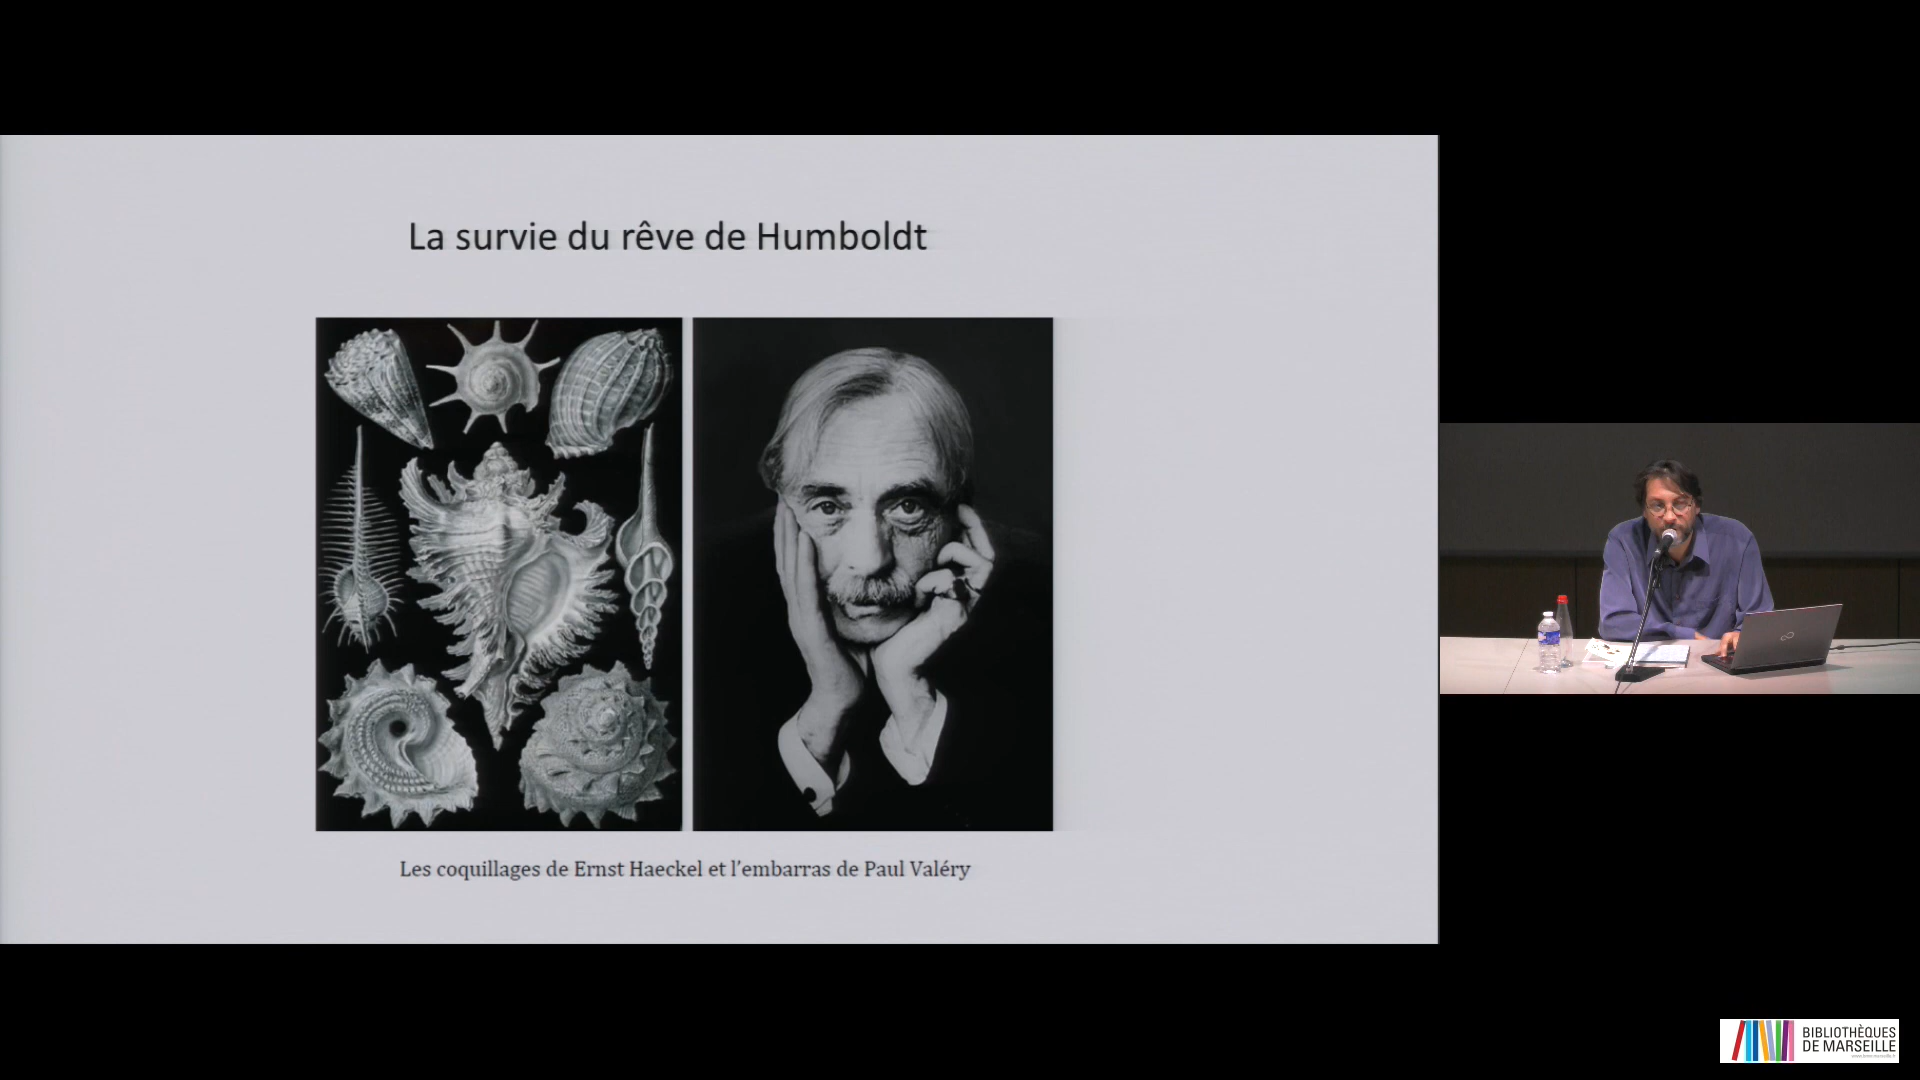 La survie du rêve de Humboldt
Les coquillages de Ernst Haeckel et l'embarras de Paul Valéry
BIBLIOTHÈQUES
DE MARSEILLE